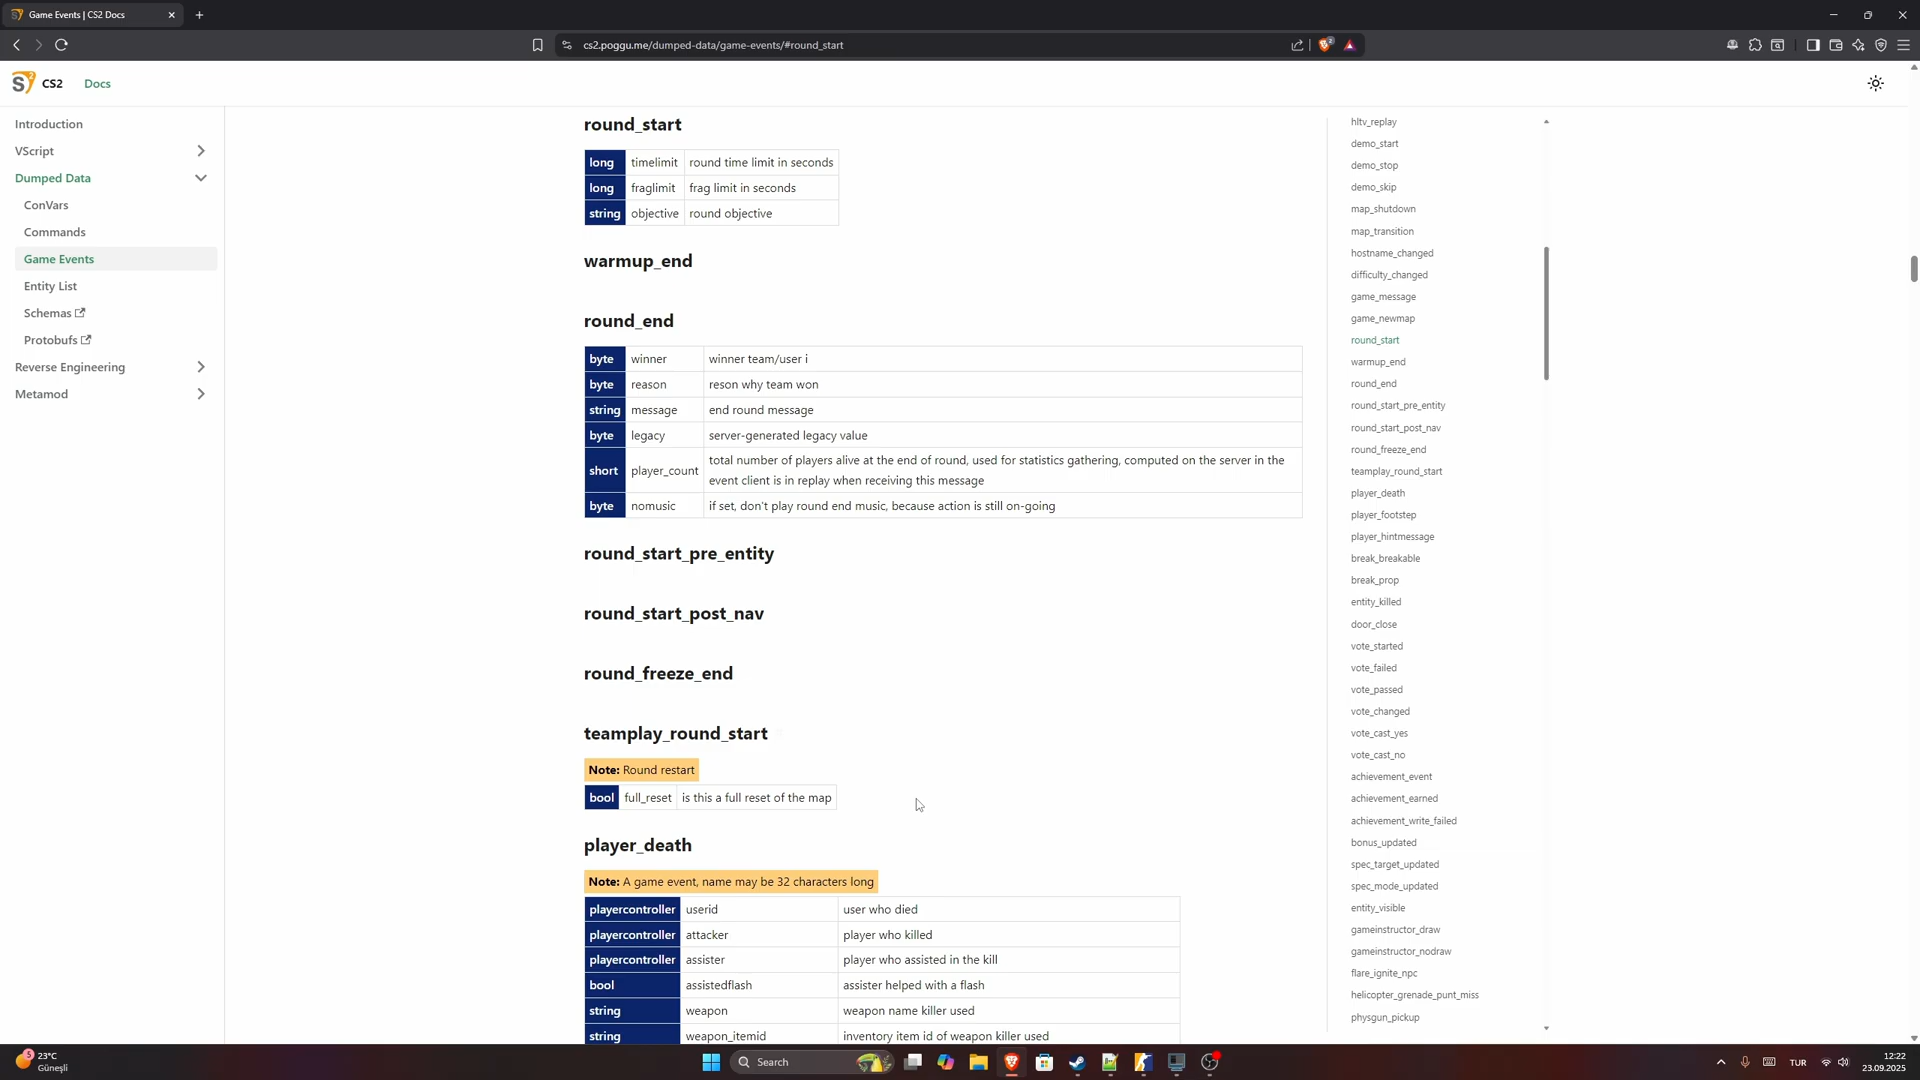 Game Events | CS2 Docs
cs2.poggu.me/dumped-data/game-events/#round_start
CS2
Docs
Introduction
VScript
Dumped Data
ConVars
Commands
Game Events
Entity List
Schemas
Protobufs
Reverse Engineering
Metamod
round_start
long timelimit round time limit in seconds
long fraglimit frag limit in seconds
string objective round objective
warmup_end
round_end
byte winner winner team/user i
byte reason reson why team won
string message end round message
byte legacy server-generated legacy value
short player_count total number of players alive at the end of round, used for statistics gathering, computed on the server in the
event client is in replay when receiving this message
byte nomusic if set, don't play round end music, because action is still on-going
round_start_pre_entity
round_start_post_nav
round_freeze_end
teamplay_round_start
Note: Round restart
bool full_reset is this a full reset of the map
player_death
Note: A game event, name may be 32 characters long
playercontroller userid user who died
playercontroller attacker player who killed
playercontroller assister player who assisted in the kill
bool assistedflash assister helped with a flash
string weapon weapon name killer used
string weapon_itemid inventory item id of weapon killer used
hltv_replay
demo_start
demo_stop
demo_skip
map_shutdown
map_transition
hostname_changed
difficulty_changed
game_message
game_newmap
round_start
warmup_end
round_end
round_start_pre_entity
round_start_post_nav
round_freeze_end
teamplay_round_start
player_death
player_footstep
player_hintmessage
break_breakable
break_prop
entity_killed
door_close
vote_started
vote_failed
vote_passed
vote_changed
vote_cast_yes
vote_cast_no
achievement_event
achievement_earned
achievement_write_failed
bonus_updated
spec_target_updated
spec_mode_updated
entity_visible
gameinstructor_draw
gameinstructor_nodraw
flare_ignite_npc
helicopter_grenade_punt_miss
physgun_pickup
23°C
Güneşli
Search
TUR
12:22
23.09.2025